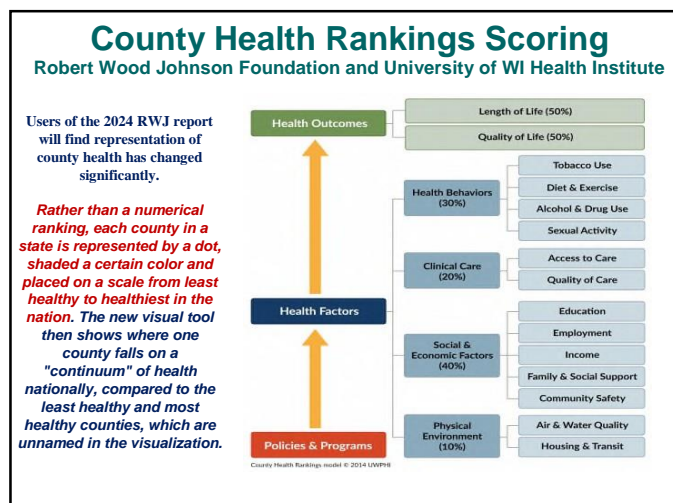 County Health Rankings Scoring
Robert Wood Johnson Foundation and University of WI Health Institute
Users of the 2024 RWJ report
will find representation of
county health has changed
significantly.
Rather than a numerical
ranking, each county in a
state is represented by a dot,
shaded a certain color and
placed on a scale from least
healthy to healthiest in the
nation. The new visual tool
then shows where one
county falls on a
"continuum" of health
nationally, compared to the
least healthy and most
healthy counties, which are
unnamed in the visualization.
Health Outcomes
Length of Life (50%)
Quality of Life (50%)
Health Factors
Health Behaviors
(30%)
Tobacco Use
Diet & Exercise
Alcohol & Drug Use
Sexual Activity
Clinical Care
(20%)
Access to Care
Quality of Care
Social &
Economic Factors
(40%)
Education
Employment
Income
Family & Social Support
Community Safety
Physical
Environment
(10%)
Air & Water Quality
Housing & Transit
Policies & Programs
County Health Rankings model © 2014 UWPHI